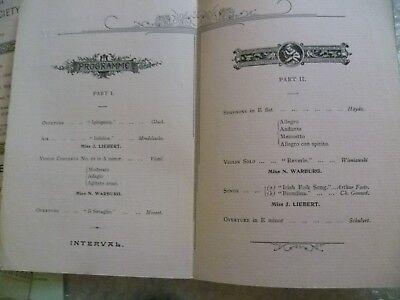 SOCIETY
PROGRAMME
PART I.
OVERTURE "Iphigenia." Gluck.
AIR "Infelice." Mendelssohn.
Miss J. LIEBERT.
VIOLIN CONCERTO No. 22 in A minor. Viotti.
Moderato
Adagio
Agitato assai.
Miss N. WARBURG.
OVERTURE "Il Seraglio." Mozart.
INTERVAL.
PART II.
SYMPHONY in E flat Haydn.
Allegro
Andante
Menuetto
Allegro con spirito.
VIOLIN SOLO "Reverie." Wieniawski
Miss N. WARBURG.
SONGS (a) "Irish Folk Song." Arthur Foote.
(b) Ch. Gounod.
Miss J. LIEBERT.
OVERTURE in E minor Schubert.